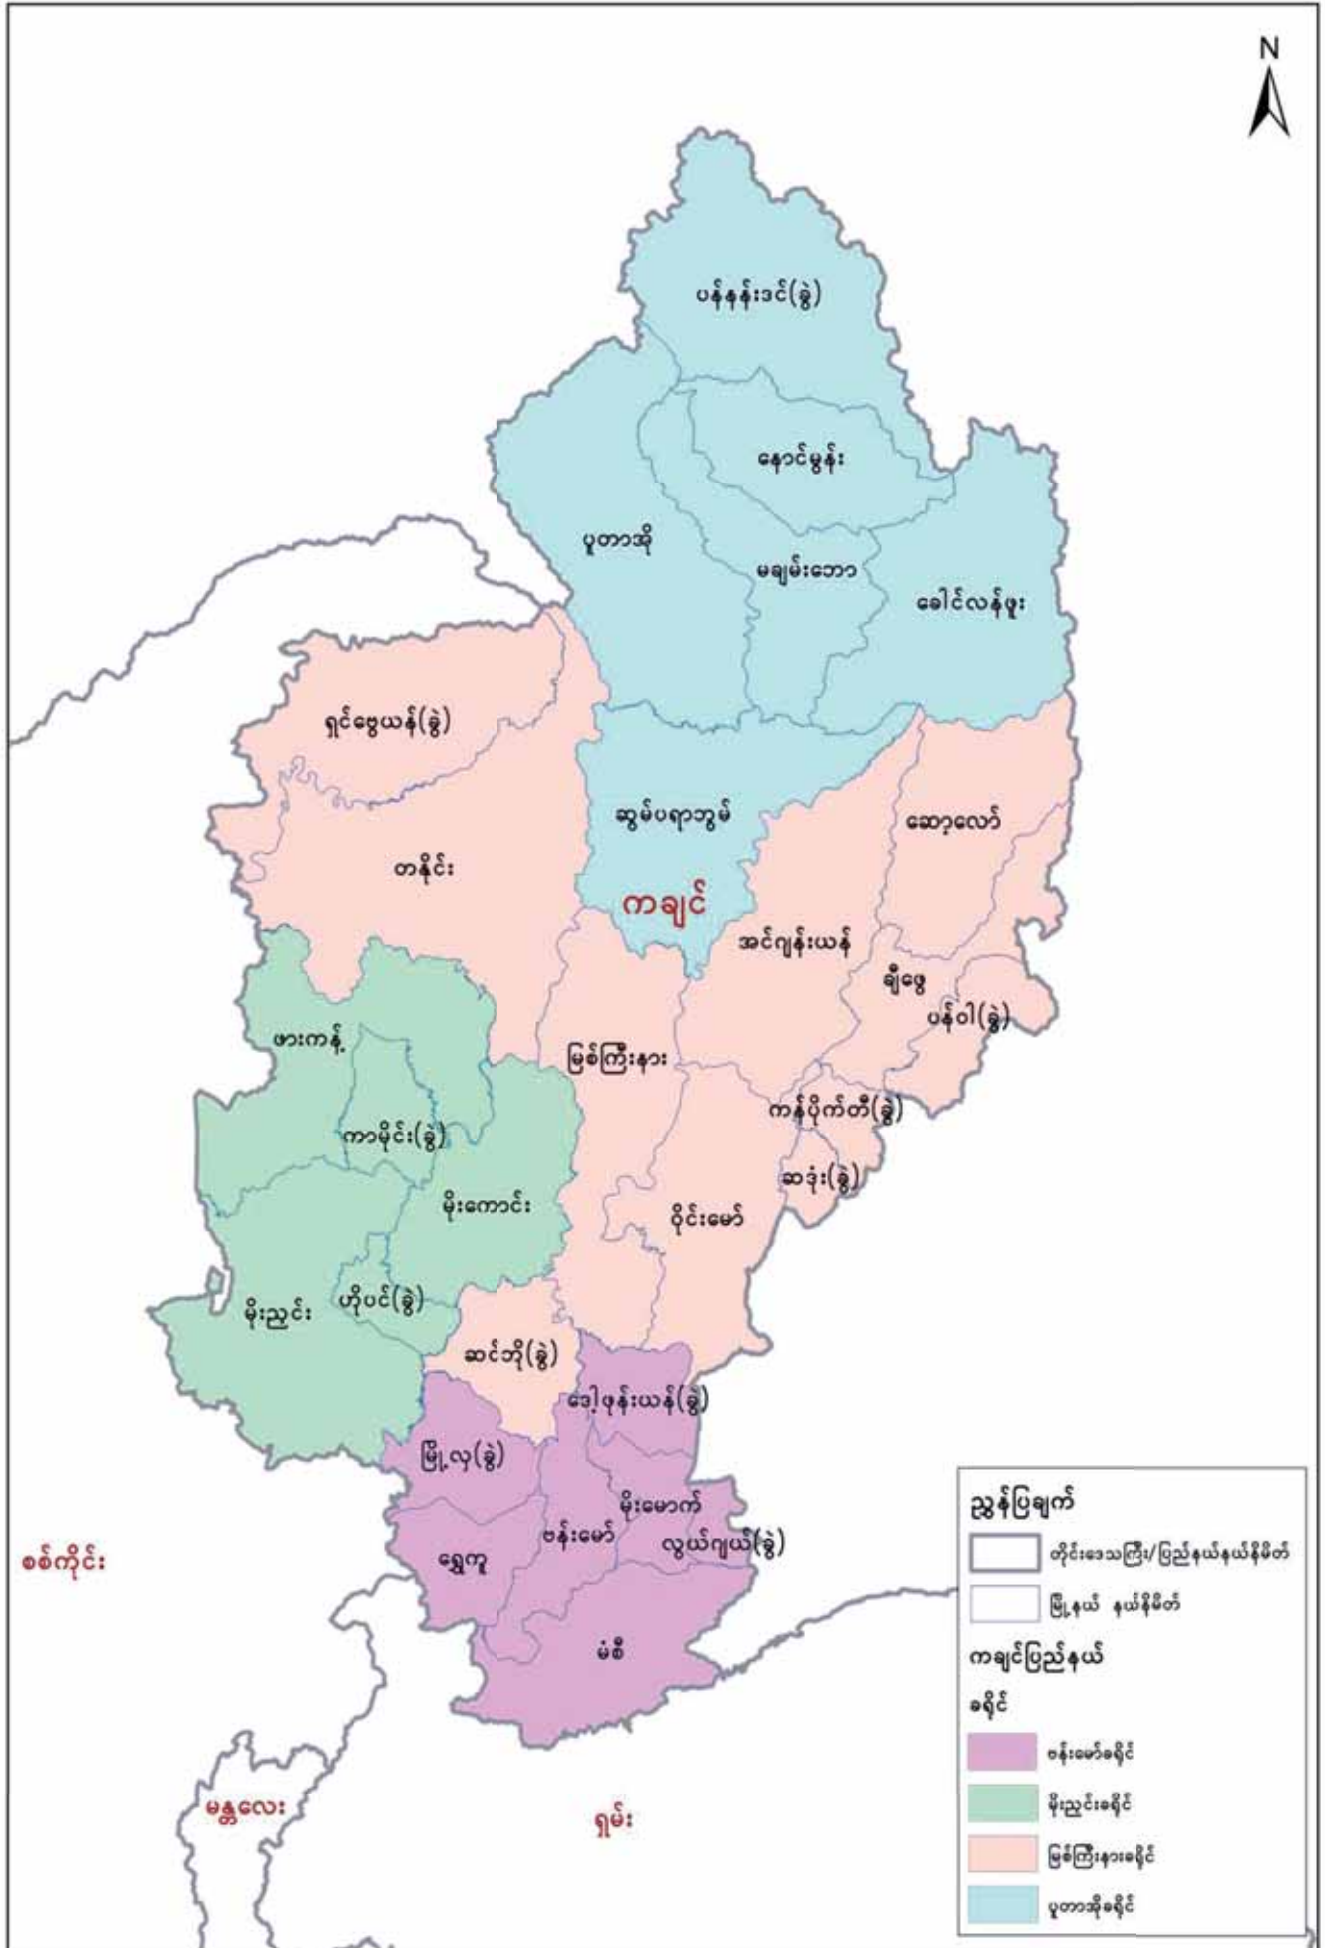 N
ပန်နန်းဒင်(ခွဲ)
နောင်မွန်း
ပူတာအို
မချမ်းဘော
ခေါင်လန်ဖူး
ရှင်ဗွေယန်(ခွဲ)
ဆွမ်ပရာဘွမ်
ဆော့လော်
တနိုင်း
ကချင်
အင်ဂျန်းယန်
ချီဖွေ
ပန်ဝါ(ခွဲ)
ဖားကန့်
မြစ်ကြီးနား
ကန်ပိုက်တီ(ခွဲ)
ကာမိုင်း(ခွဲ)
ဆဒုံး(ခွဲ)
မိုးကောင်း
ဝိုင်းမော်
ဟိုပင်(ခွဲ)
မိုးညှင်း
ဆင်ဘို(ခွဲ)
ဒေါ့ဖုန်းယန်(ခွဲ)
မြို့လှ(ခွဲ)
မိုးမောက်
ဗန်းမော်
လွယ်ဂျယ်(ခွဲ)
ရွှေကူ
စစ်ကိုင်း
မံစီ
မန္တလေး
ရှမ်း
ညွှန်ပြချက်
တိုင်းဒေသကြီး/ပြည်နယ်နယ်နိမိတ်
မြို့နယ် နယ်နိမိတ်
ကချင်ပြည်နယ်
ခရိုင်
ဗန်းမော်ခရိုင်
မိုးညှင်းခရိုင်
မြစ်ကြီးနားခရိုင်
ပူတာအိုခရိုင်